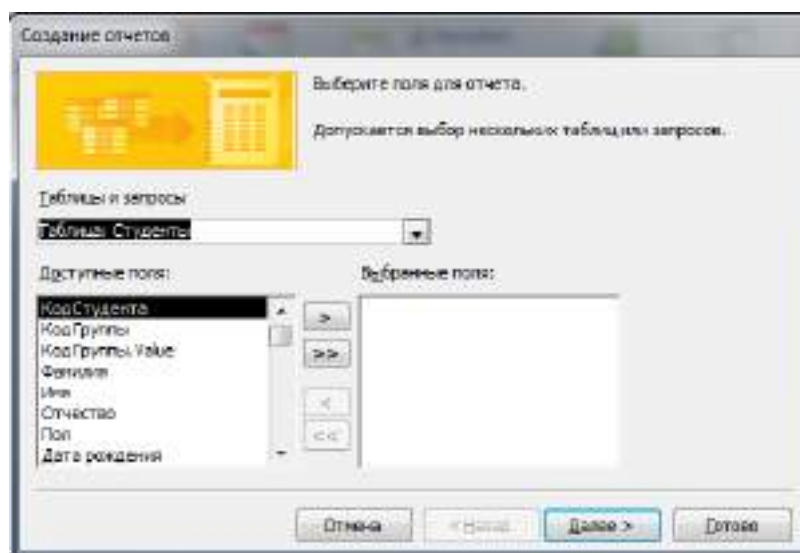 Создание отчетов
Выберите поля для отчета.
Допускается выбор нескольких таблиц или запросов.
Таблицы и запросы
Таблица: Студенты
Доступные поля:
Выбранные поля:
КодСтудента
КодГруппы
КодГруппы.Value
Фамилия
Имя
Отчество
Пол
Дата рождения
>
>>
<
<<
Отмена
< Назад
Далее >
Готово